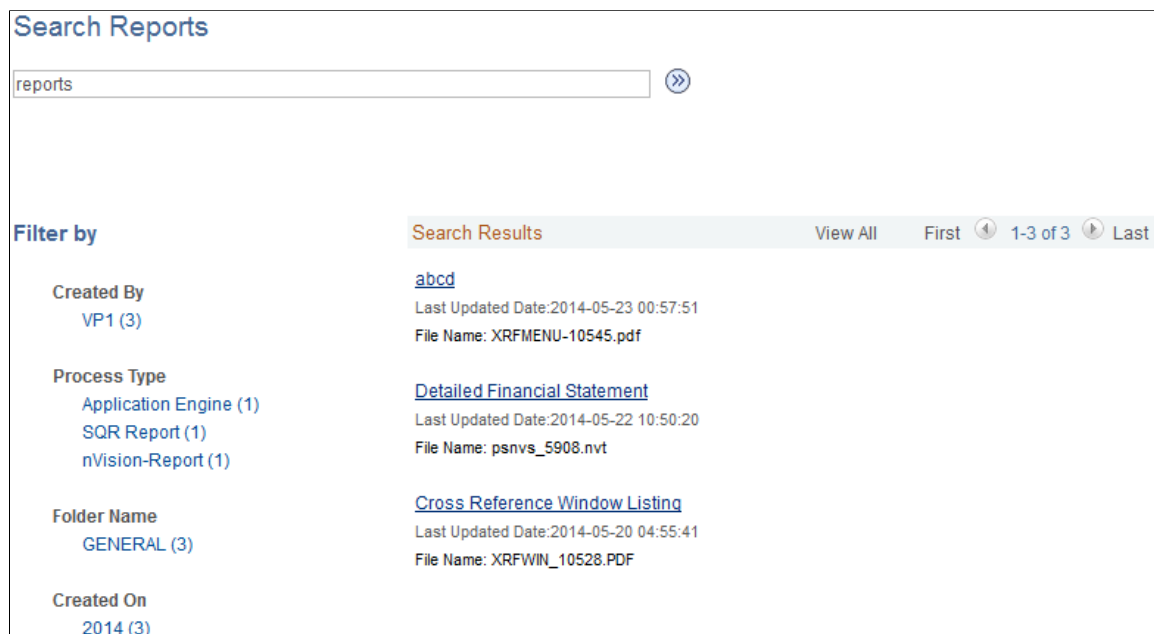 Search Reports
reports
Filter by
Created By
VP1 (3)
Process Type
Application Engine (1)
SQR Report (1)
nVision-Report (1)
Folder Name
GENERAL (3)
Created On
2014 (3)
Search Results View All First 1-3 of 3 Last
abcd
Last Updated Date:2014-05-23 00:57:51
File Name: XRFMENU-10545.pdf
Detailed Financial Statement
Last Updated Date:2014-05-22 10:50:20
File Name: psnvs_5908.nvt
Cross Reference Window Listing
Last Updated Date:2014-05-20 04:55:41
File Name: XRFWIN_10528.PDF